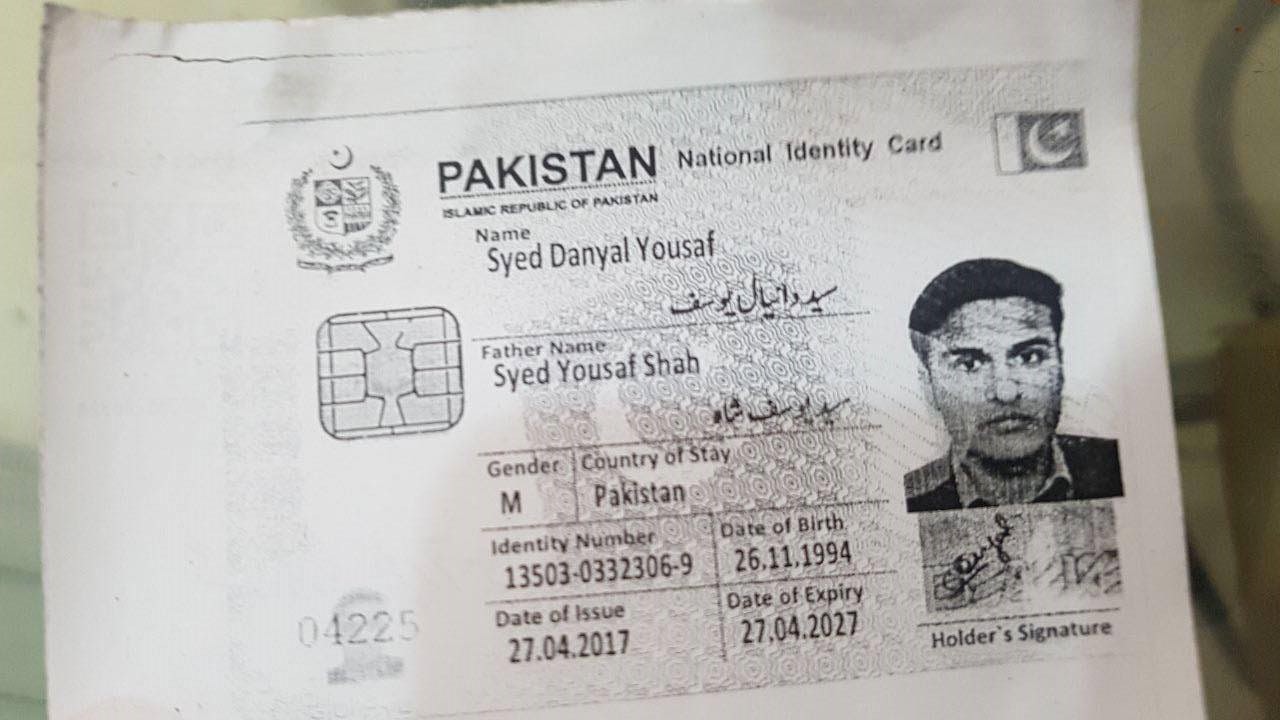 PAKISTAN National Identity Card
ISLAMIC REPUBLIC OF PAKISTAN
Name
Syed Danyal Yousaf
سید دانیال یوسف
Father Name
Syed Yousaf Shah
سید یوسف شاہ
Gender Country of Stay
M Pakistan
Identity Number Date of Birth
13503-0332306-9 26.11.1994
Date of Issue Date of Expiry
27.04.2017 27.04.2027
04225
Holder`s Signature